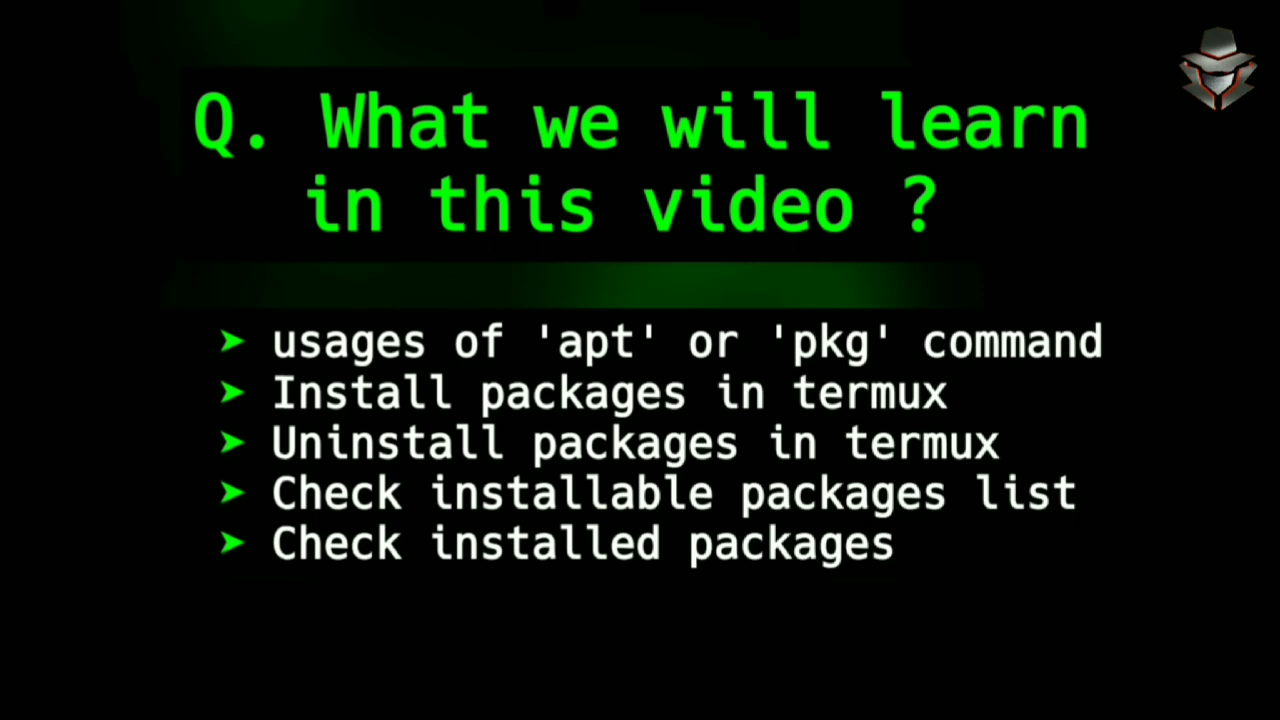 Q. What we will learn
in this video ?
➤ usages of 'apt' or 'pkg' command
➤ Install packages in termux
➤ Uninstall packages in termux
➤ Check installable packages list
➤ Check installed packages